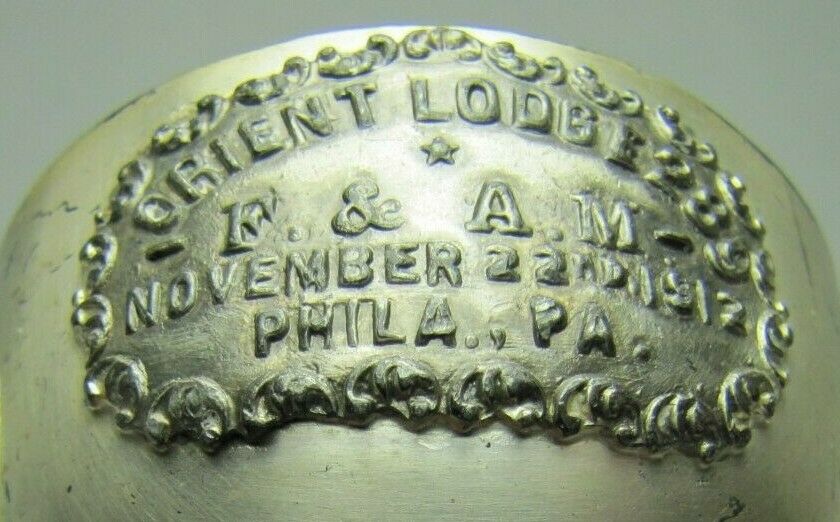 ORIENT LODGE
F. & A. M
NOVEMBER 22ND. 1912
PHILA., PA.